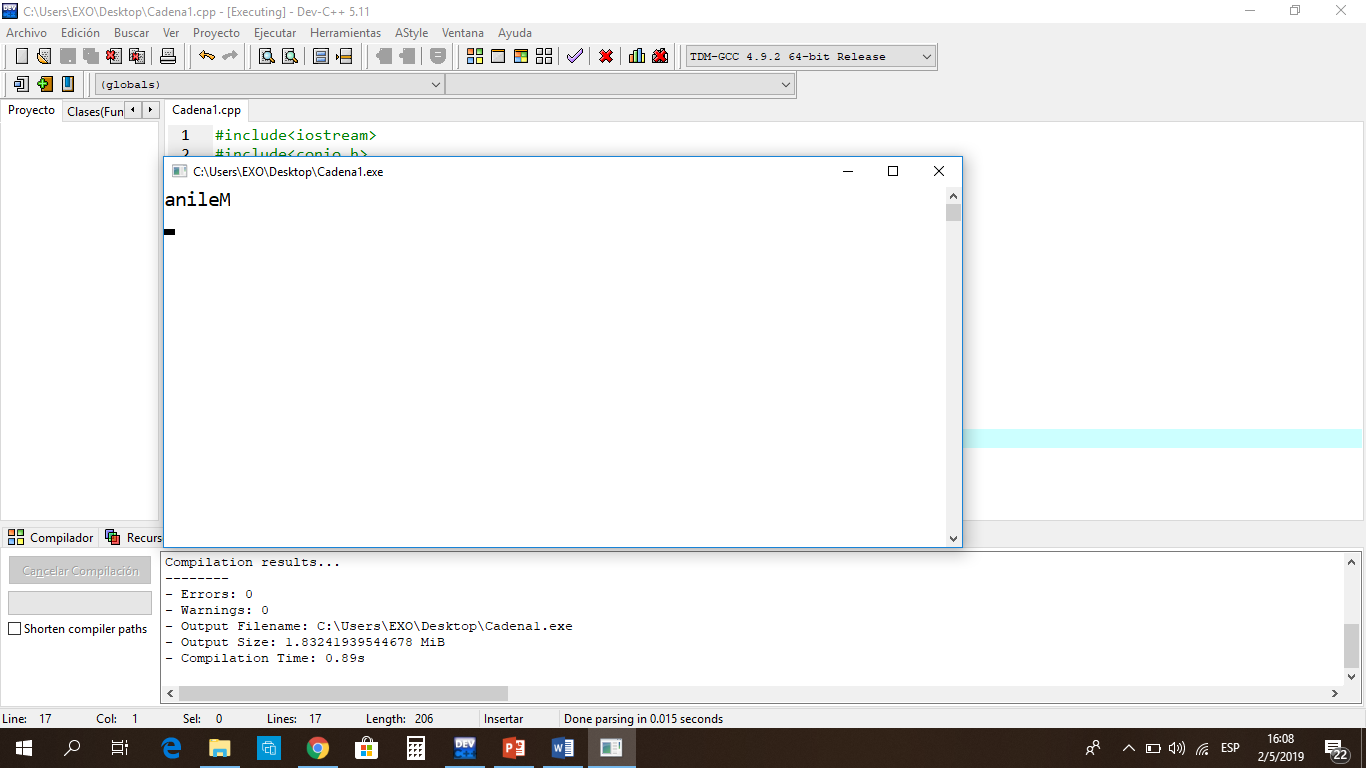 C:\Users\EXO\Desktop\Cadena1.cpp - [Executing] - Dev-C++ 5.11
Archivo Edición Buscar Ver Proyecto Ejecutar Herramientas AStyle Ventana Ayuda
TDM-GCC 4.9.2 64-bit Release
(globals)
Proyecto Clases(Fun Cadena1.cpp
1 #include<iostream>
2 #include<conio.h>
C:\Users\EXO\Desktop\Cadena1.exe
anileM
Compilador Recurs
Cancelar Compilación
Shorten compiler paths
Compilation results...
--------
- Errors: 0
- Warnings: 0
- Output Filename: C:\Users\EXO\Desktop\Cadena1.exe
- Output Size: 1.83241939544678 MiB
- Compilation Time: 0.89s
Line: 17 Col: 1 Sel: 0 Lines: 17 Length: 206 Insertar Done parsing in 0.015 seconds
DEV
ESP
16:08
2/5/2019
22